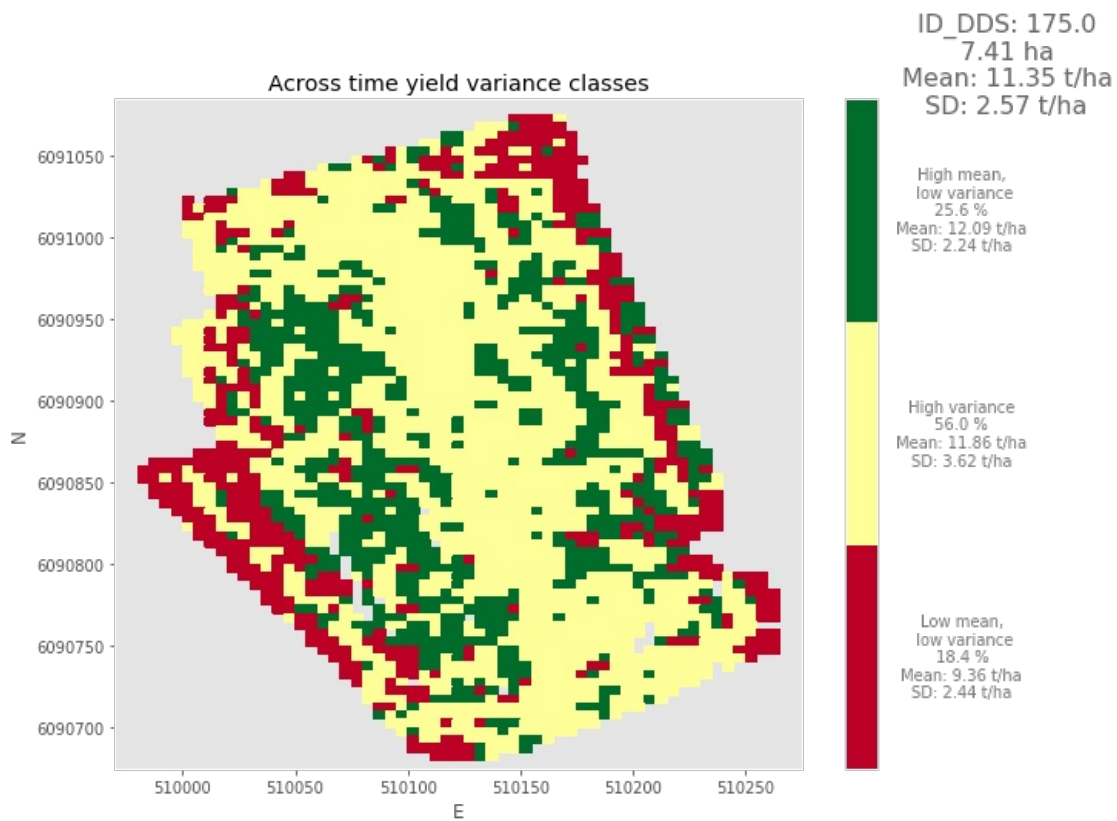 ID_DDS: 175.0
7.41 ha
Mean: 11.35 t/ha
SD: 2.57 t/ha
Across time yield variance classes
6091050
6091000
6090950
6090900
6090850
6090800
6090750
6090700
N
510000
510050
510100
510150
510200
510250
E
High mean,
low variance
25.6 %
Mean: 12.09 t/ha
SD: 2.24 t/ha
High variance
56.0 %
Mean: 11.86 t/ha
SD: 3.62 t/ha
Low mean,
low variance
18.4 %
Mean: 9.36 t/ha
SD: 2.44 t/ha